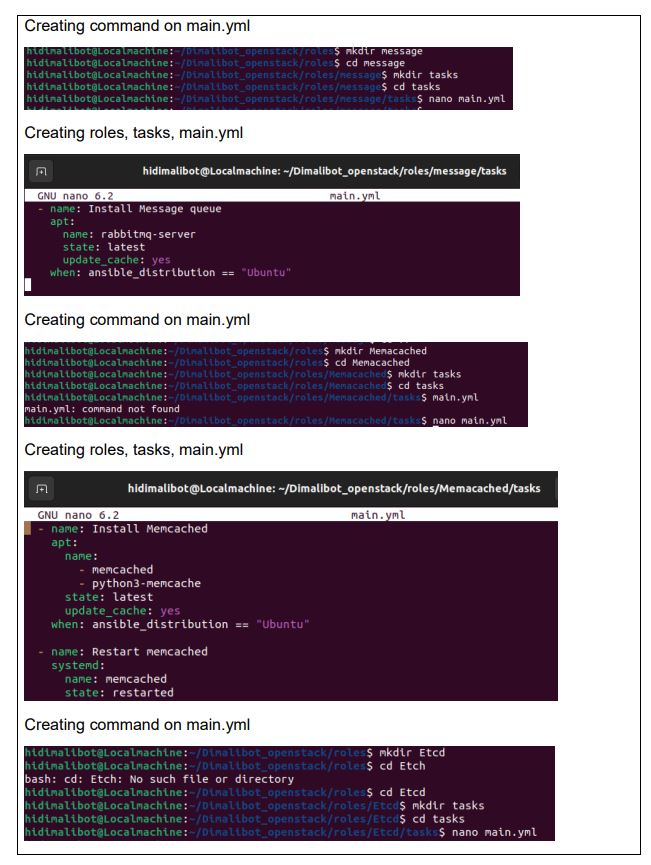 Creating command on main.yml
hidimalibot@Localmachine:~/Dimalibot_openstack/roles$ mkdir message
hidimalibot@Localmachine:~/Dimalibot_openstack/roles$ cd message
hidimalibot@Localmachine:~/Dimalibot_openstack/roles/message$ mkdir tasks
hidimalibot@Localmachine:~/Dimalibot_openstack/roles/message$ cd tasks
hidimalibot@Localmachine:~/Dimalibot_openstack/roles/message/tasks$ nano main.yml
Creating roles, tasks, main.yml
hidimalibot@Localmachine: ~/Dimalibot_openstack/roles/message/tasks
GNU nano 6.2 main.yml
- name: Install Message queue
apt:
name: rabbitmq-server
state: latest
update_cache: yes
when: ansible_distribution == "Ubuntu"
Creating command on main.yml
hidimalibot@Localmachine:~/Dimalibot_openstack/roles$ mkdir Memacached
hidimalibot@Localmachine:~/Dimalibot_openstack/roles$ cd Memacached
hidimalibot@Localmachine:~/Dimalibot_openstack/roles/Memacached$ mkdir tasks
hidimalibot@Localmachine:~/Dimalibot_openstack/roles/Memacached$ cd tasks
hidimalibot@Localmachine:~/Dimalibot_openstack/roles/Memacached/tasks$ main.yml
main.yml: command not found
hidimalibot@Localmachine:~/Dimalibot_openstack/roles/Memacached/tasks$ nano main.yml
Creating roles, tasks, main.yml
hidimalibot@Localmachine: ~/Dimalibot_openstack/roles/Memacached/tasks
GNU nano 6.2 main.yml
- name: Install Memcached
apt:
name:
- memcached
- python3-memcache
state: latest
update_cache: yes
when: ansible_distribution == "Ubuntu"
- name: Restart memcached
systemd:
name: memcached
state: restarted
Creating command on main.yml
hidimalibot@Localmachine:~/Dimalibot_openstack/roles$ mkdir Etcd
hidimalibot@Localmachine:~/Dimalibot_openstack/roles$ cd Etch
bash: cd: Etch: No such file or directory
hidimalibot@Localmachine:~/Dimalibot_openstack/roles$ cd Etcd
hidimalibot@Localmachine:~/Dimalibot_openstack/roles/Etcd$ mkdir tasks
hidimalibot@Localmachine:~/Dimalibot_openstack/roles/Etcd$ cd tasks
hidimalibot@Localmachine:~/Dimalibot_openstack/roles/Etcd/tasks$ nano main.yml